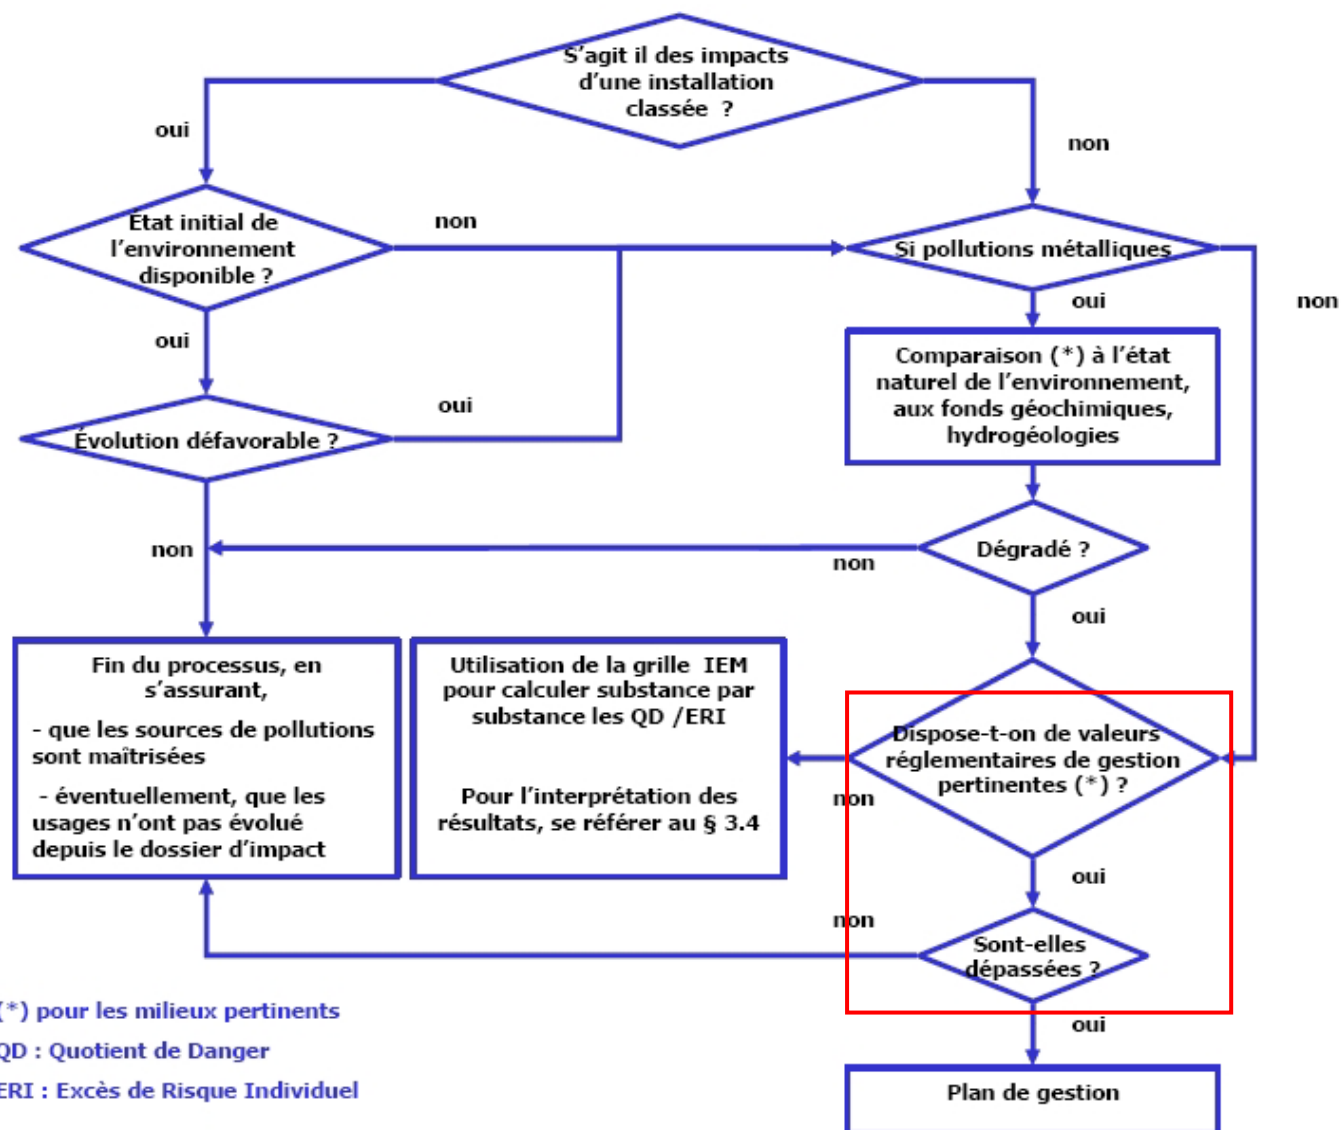 S'agit il des impacts
d'une installation
classée  ?
oui
non
État initial de
l'environnement
disponible ?
non
Si pollutions métalliques
oui
non
oui
Comparaison (*) à l'état
naturel de l'environnement,
aux fonds géochimiques,
hydrogéologies
Évolution défavorable ?
oui
non
Dégradé ?
non
oui
Fin du processus, en
s'assurant,
- que les sources de pollutions
sont maîtrisées
- éventuellement, que les
usages n'ont pas évolué
depuis le dossier d'impact
Utilisation de la grille  IEM
pour calculer substance par
substance les QD /ERI
Pour l'interprétation des
résultats, se référer au § 3.4
Dispose-t-on de valeurs
réglementaires de gestion
pertinentes (*) ?
non
oui
non
Sont-elles
dépassées ?
oui
Plan de gestion
(*) pour les milieux pertinents
QD : Quotient de Danger
ERI : Excès de Risque Individuel